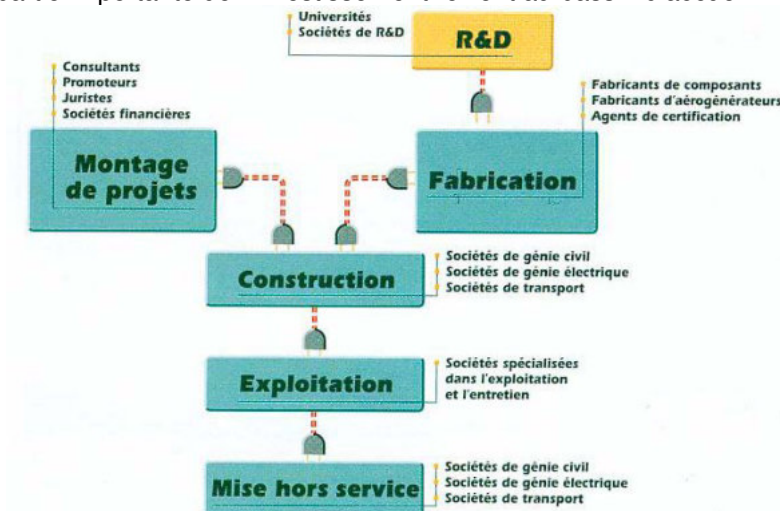 Universités
Sociétés de R&D
R&D
Consultants
Promoteurs
Juristes
Sociétés financières
Montage
de projets
Fabricants de composants
Fabricants d'aérogénérateurs
Agents de certification
Fabrication
Construction
Sociétés de génie civil
Sociétés de génie électrique
Sociétés de transport
Exploitation
Sociétés spécialisées
dans l'exploitation
et l'entretien
Mise hors service
Sociétés de génie civil
Sociétés de génie électrique
Sociétés de transport